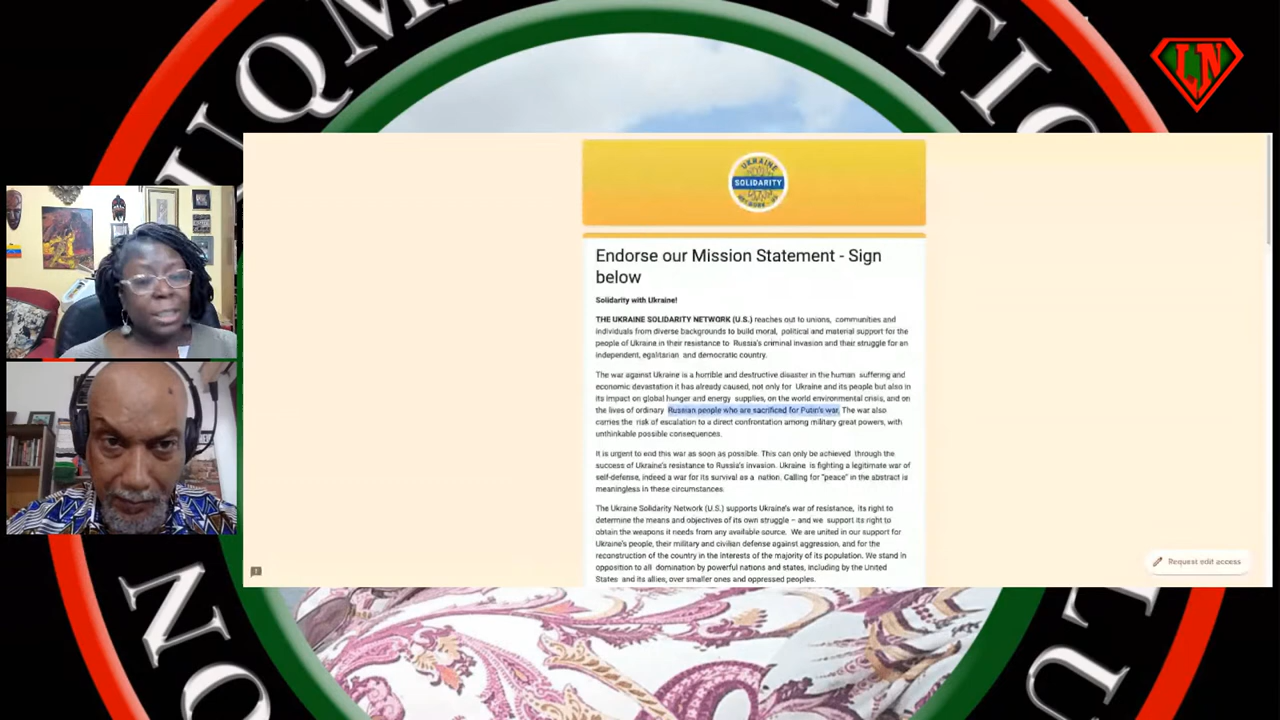 LN
UKRAINE
SOLIDARITY
NETWORK US
Endorse our Mission Statement - Sign
below
Solidarity with Ukraine!
THE UKRAINE SOLIDARITY NETWORK (U.S.) reaches out to unions, communities and
individuals from diverse backgrounds to build moral, political and material support for the
people of Ukraine in their resistance to Russia's criminal invasion and their struggle for an
independent, egalitarian and democratic country.
The war against Ukraine is a horrible and destructive disaster in the human suffering and
economic devastation it has already caused, not only for Ukraine and its people but also in
its impact on global hunger and energy supplies, on the world environmental crisis, and on
the lives of ordinary Russian people who are sacrificed for Putin's war. The war also
carries the risk of escalation to a direct confrontation among military great powers, with
unthinkable possible consequences.
It is urgent to end this war as soon as possible. This can only be achieved through the
success of Ukraine's resistance to Russia's invasion. Ukraine is fighting a legitimate war of
self-defense, indeed a war for its survival as a nation. Calling for "peace" in the abstract is
meaningless in these circumstances.
The Ukraine Solidarity Network (U.S.) supports Ukraine's war of resistance, its right to
determine the means and objectives of its own struggle – and we support its right to
obtain the weapons it needs from any available source. We are united in our support for
Ukraine's people, their military and civilian defense against aggression, and for the
reconstruction of the country in the interests of the majority of its population. We stand in
opposition to all domination by powerful nations and states, including by the United
States and its allies, over smaller ones and oppressed peoples.
Request edit access